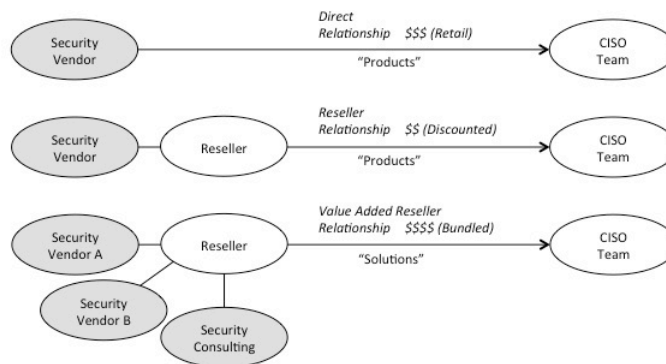 Direct
Relationship $$$ (Retail)
Security
Vendor
CISO
Team
“Products”
Reseller
Relationship $$ (Discounted)
Security
Vendor
Reseller
CISO
Team
“Products”
Value Added Reseller
Relationship $$$$ (Bundled)
Security
Vendor A
Reseller
CISO
Team
“Solutions”
Security
Vendor B
Security
Consulting